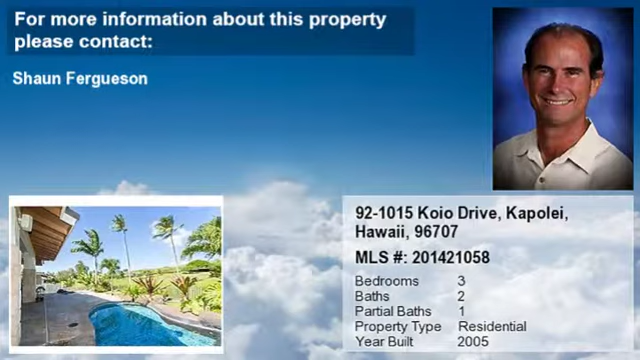 For more information about this property
please contact:
Shaun Fergueson
92-1015 Koio Drive, Kapolei,
Hawaii, 96707
MLS #: 201421058
Bedrooms 3
Baths 2
Partial Baths 1
Property Type Residential
Year Built 2005